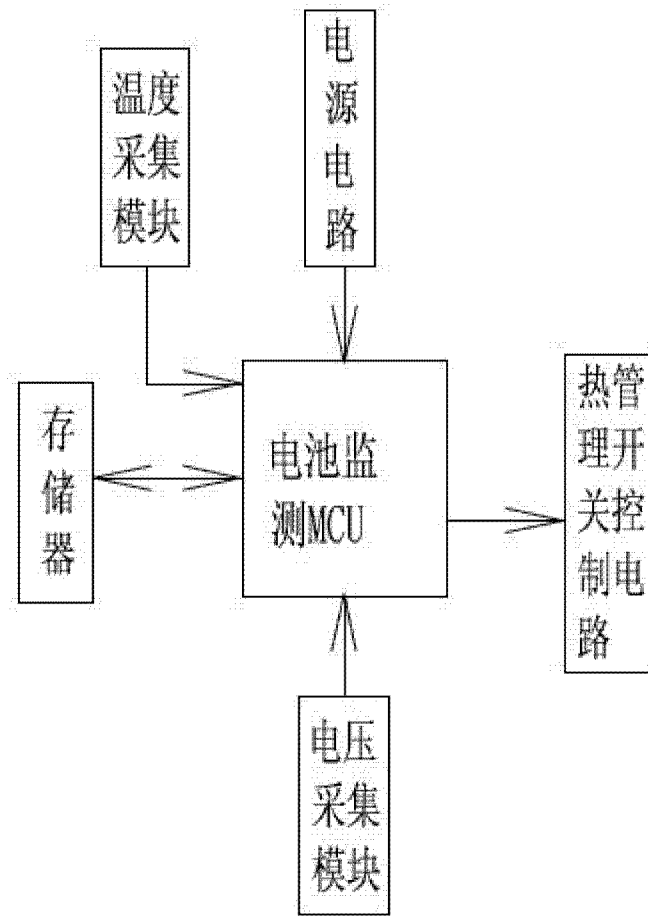 温度
采集
模块
电
源
电
路
存
储
器
电池监
测MCU
热管
理开
关控
制电
路
电压
采集
模块